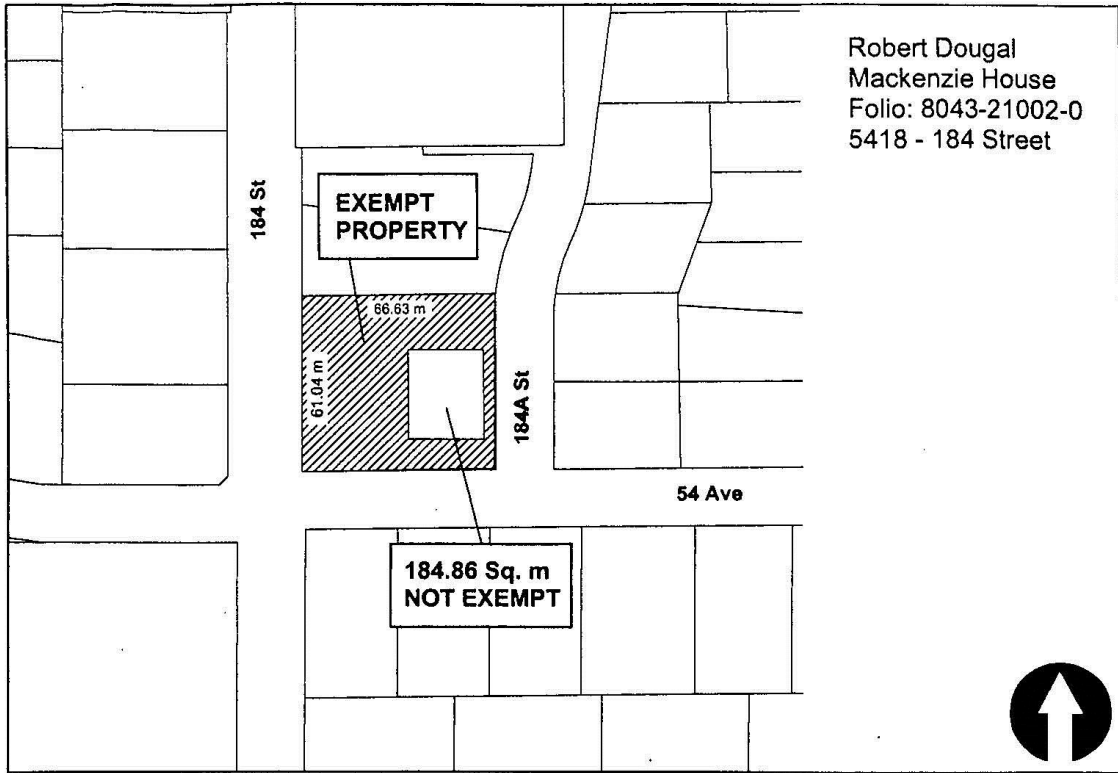 Robert Dougal
Mackenzie House
Folio: 8043-21002-0
5418 - 184 Street
184 St
EXEMPT
PROPERTY
66.63 m
61.04 m
184A St
54 Ave
184.86 Sq. m
NOT EXEMPT